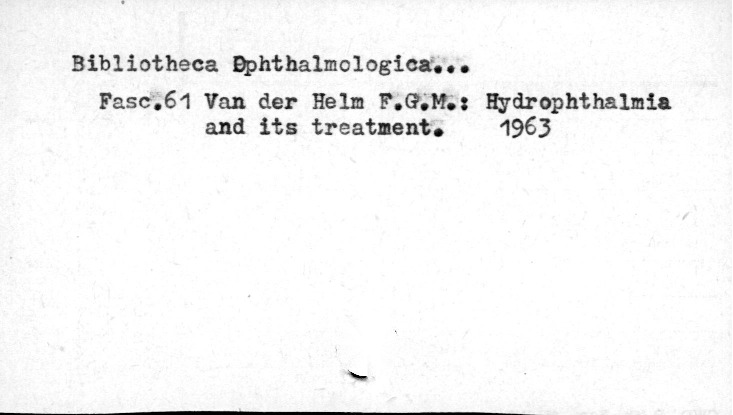 Bibliotheca Ophthalmologica...
Fasc.61 Van der Helm F.G.M.: Hydrophthalmia
and its treatment. 1963